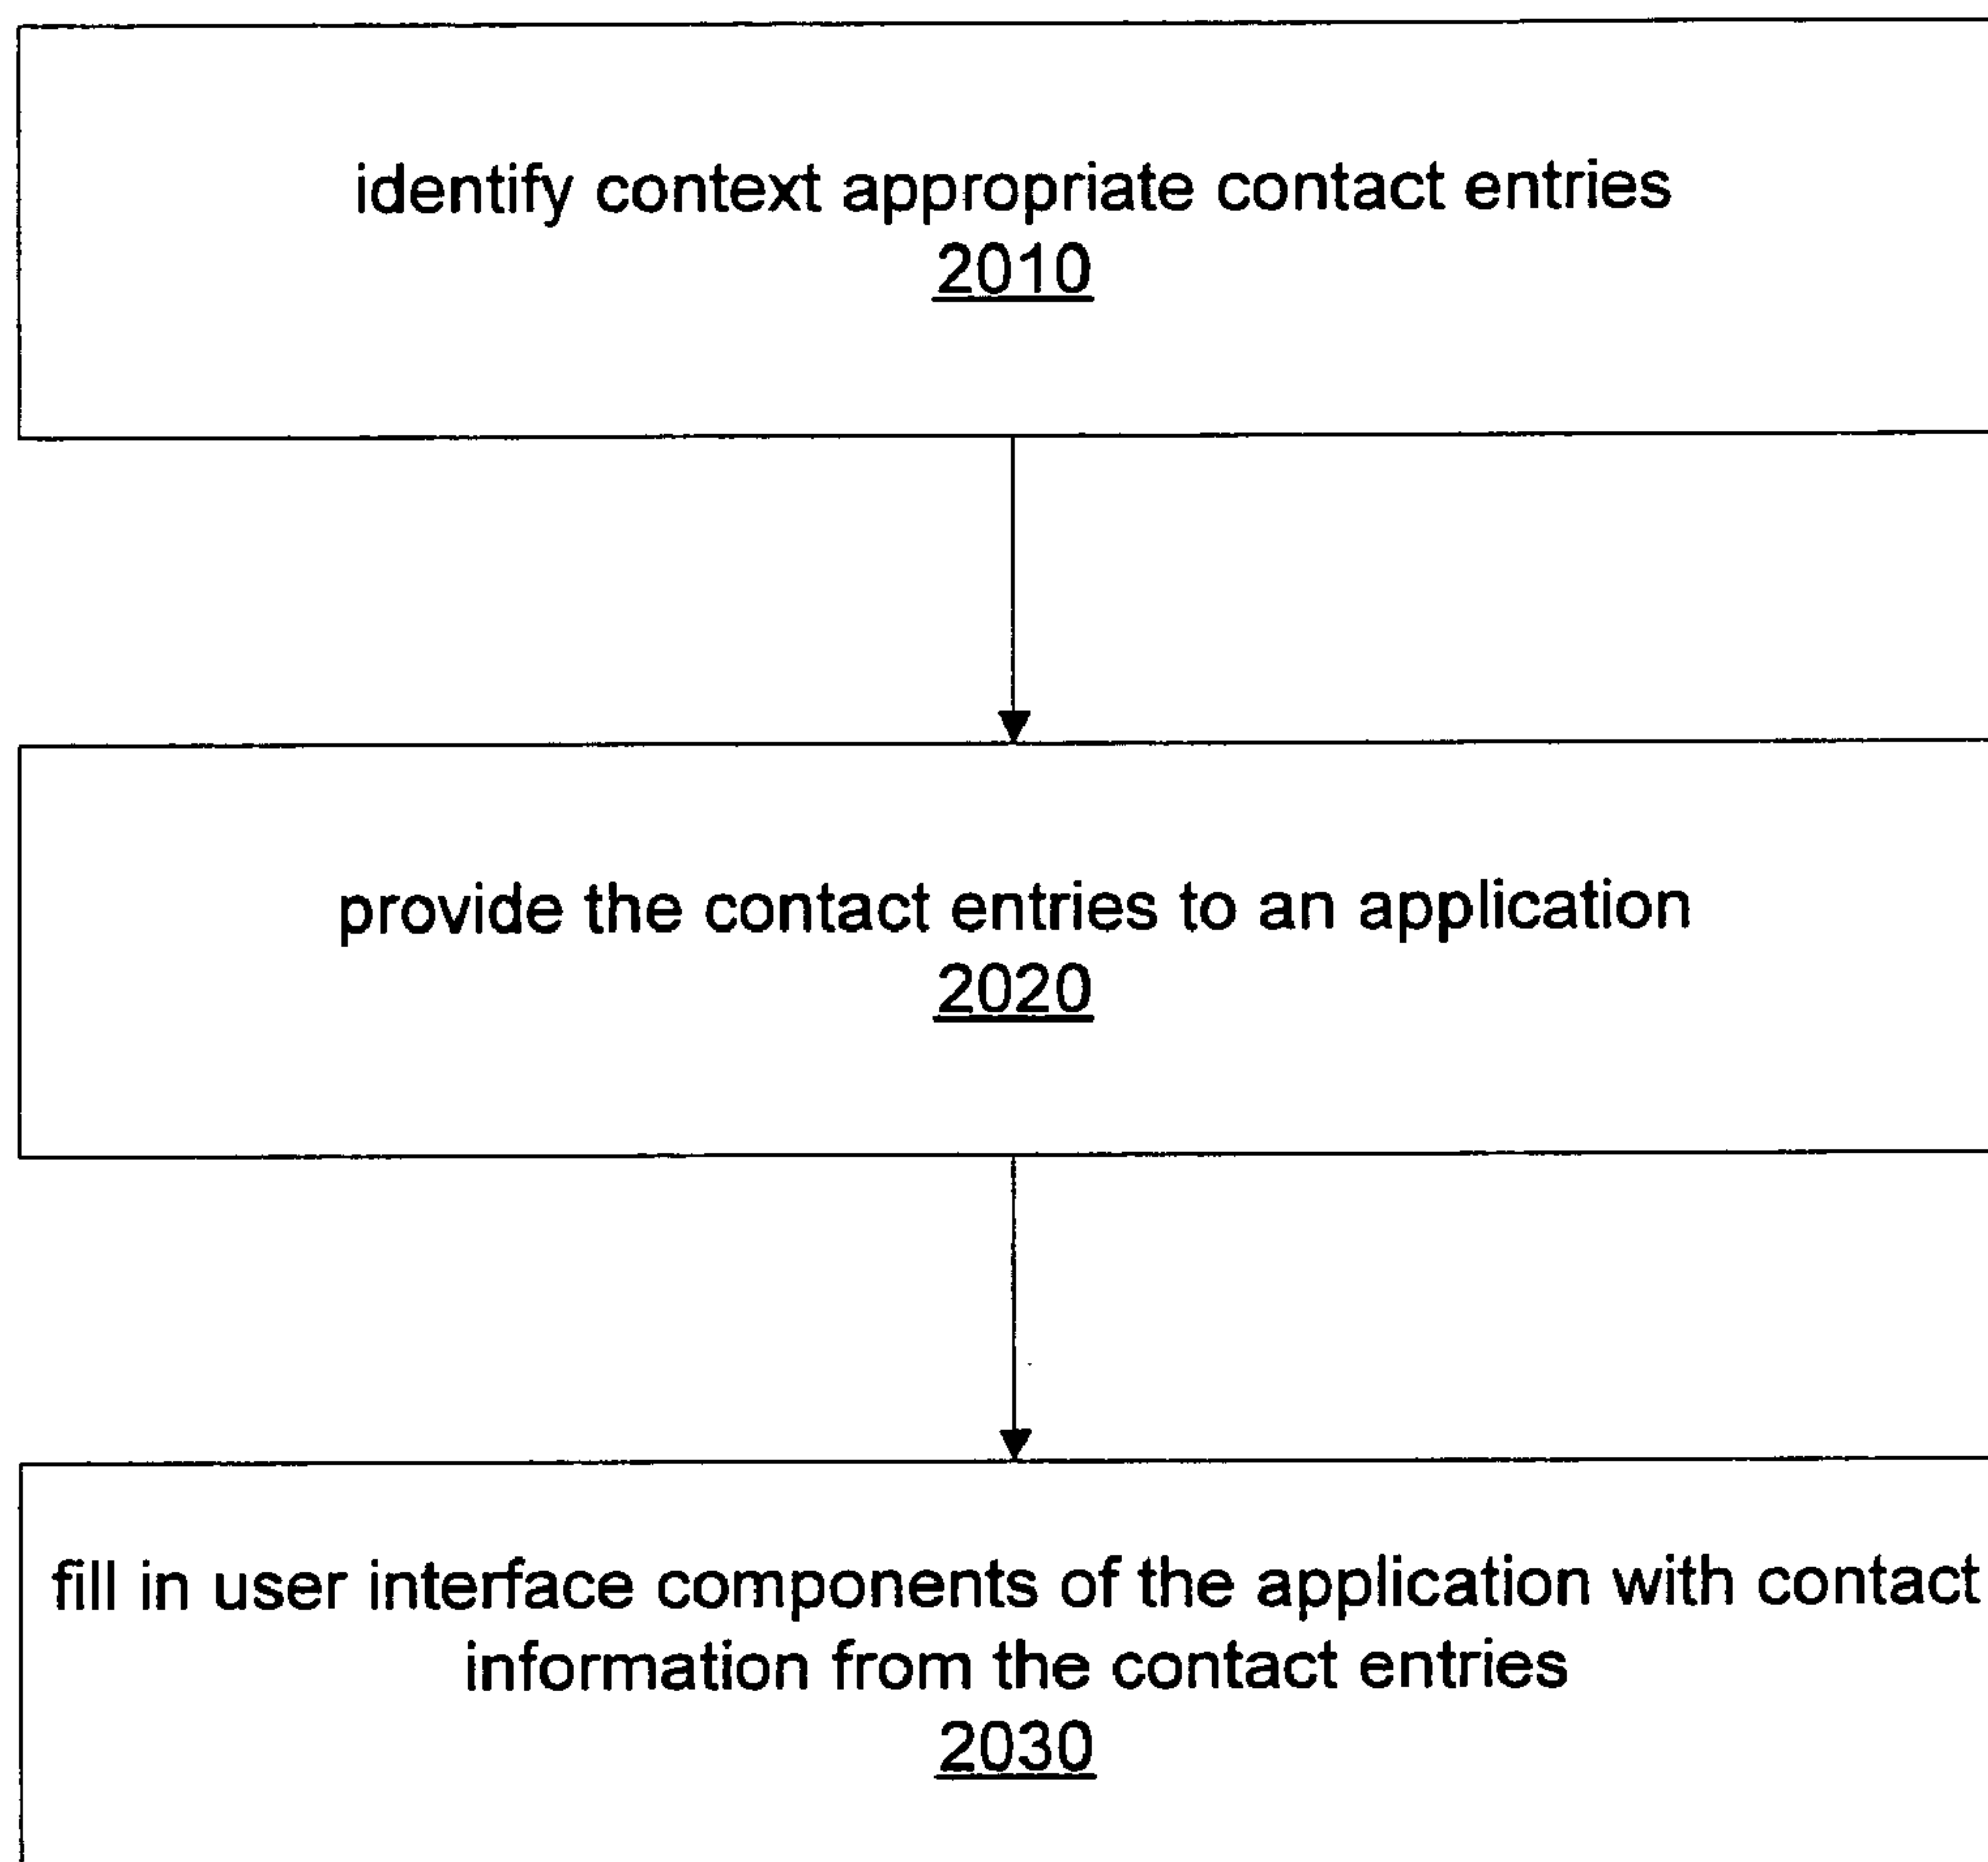 identify context appropriate contact entries
2010
provide the contact entries to an application
2020
fill in user interface components of the application with contact
information from the contact entries
2030